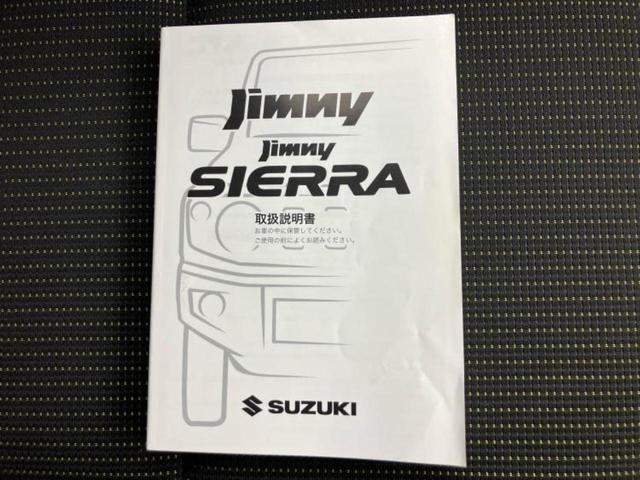 Jimny
Jimny
SIERRA
取扱説明書
お車の中に保管してください。
ご使用の前によくお読みください。
SUZUKI